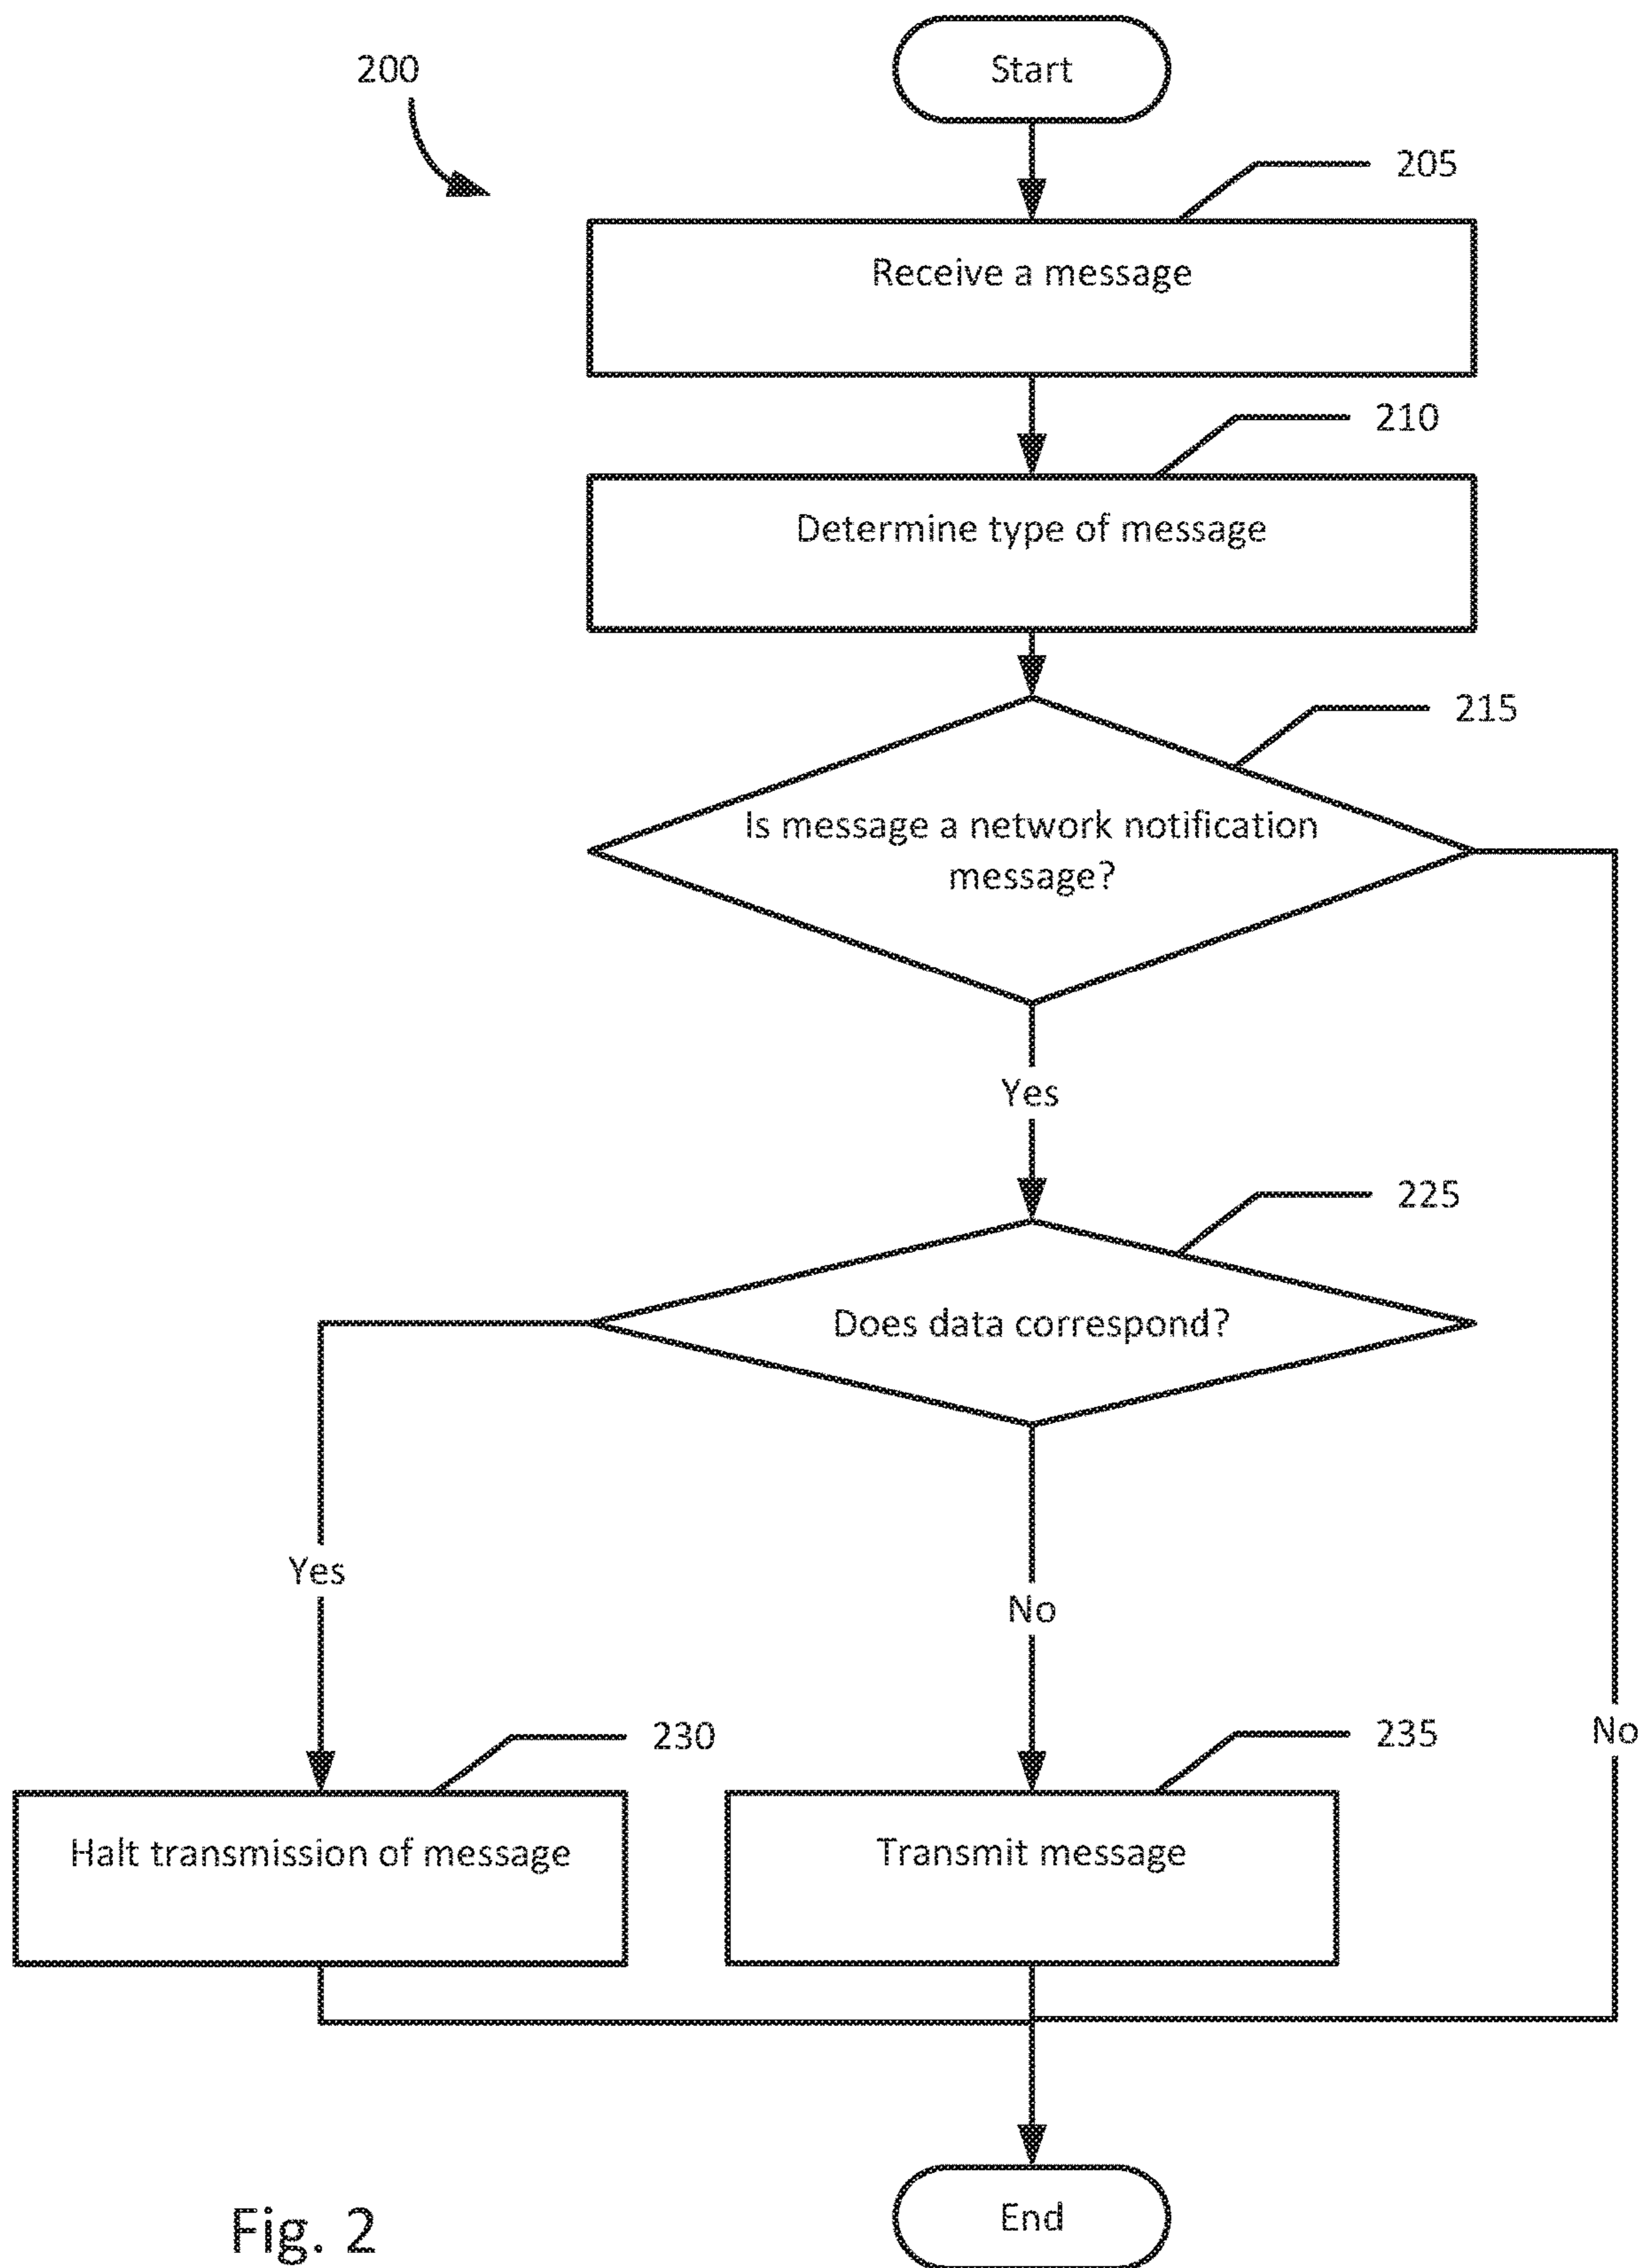 Start
200
205
Receive a message
210
Determine type of message
215
Is message a network notification
message?
Yes
225
Does data correspond?
Yes
No
No
230
235
Halt transmission of message
Transmit message
End
Fig. 2